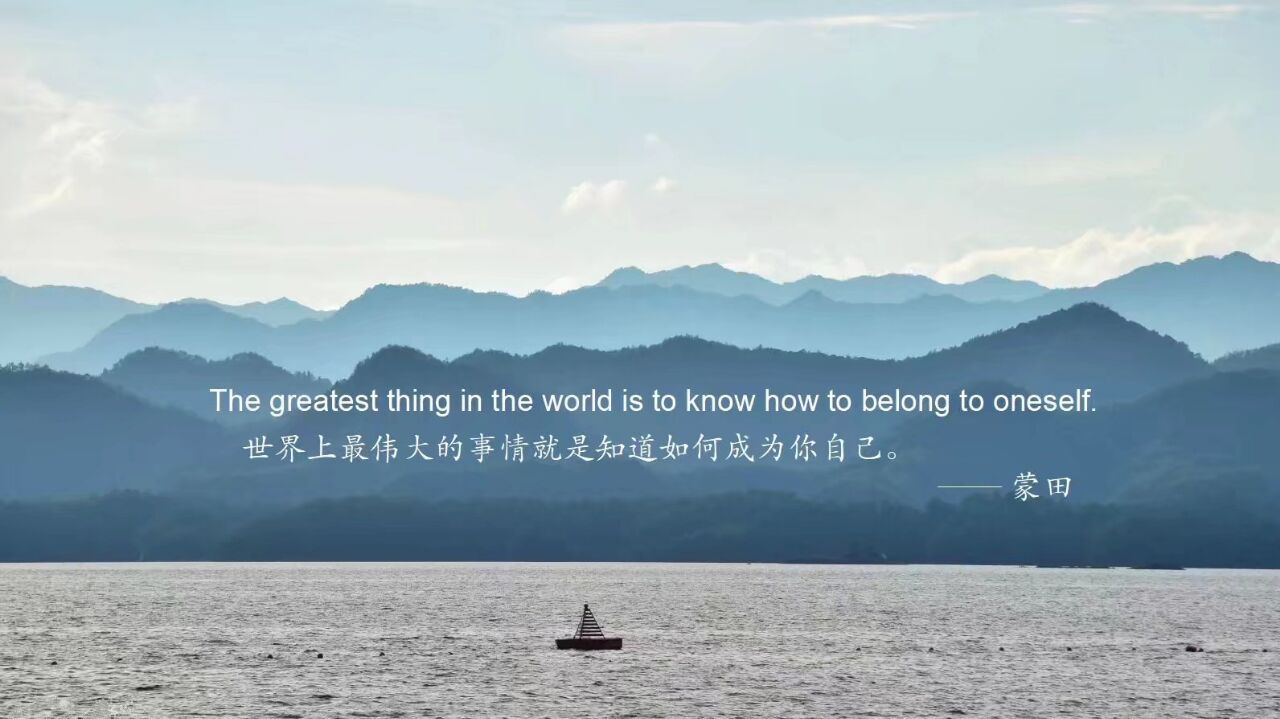 The greatest thing in the world is to know how to belong to oneself.
世界上最伟大的事情就是知道如何成为你自己。
—— 蒙田